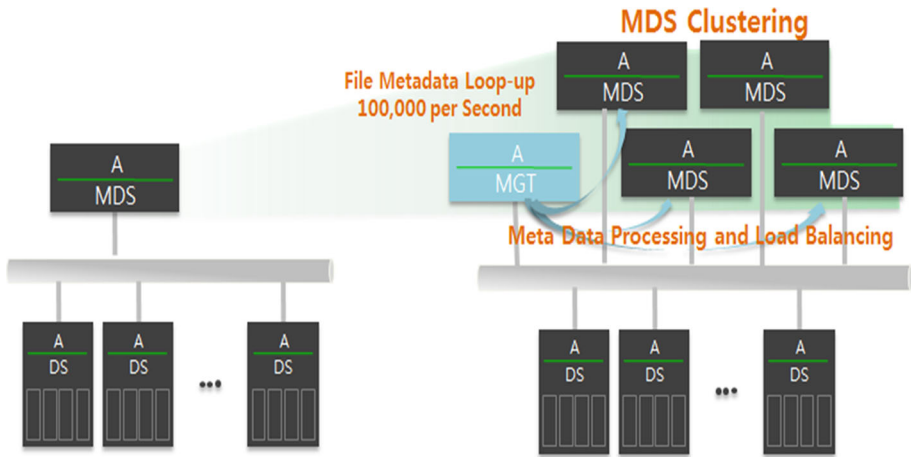 MDS Clustering
File Metadata Loop-up
100,000 per Second
A
MDS
A
MDS
A
MDS
A
MGT
A
MDS
A
MDS
Meta Data Processing and Load Balancing
A
DS
A
DS
...
A
DS
A
DS
A
DS
...
A
DS